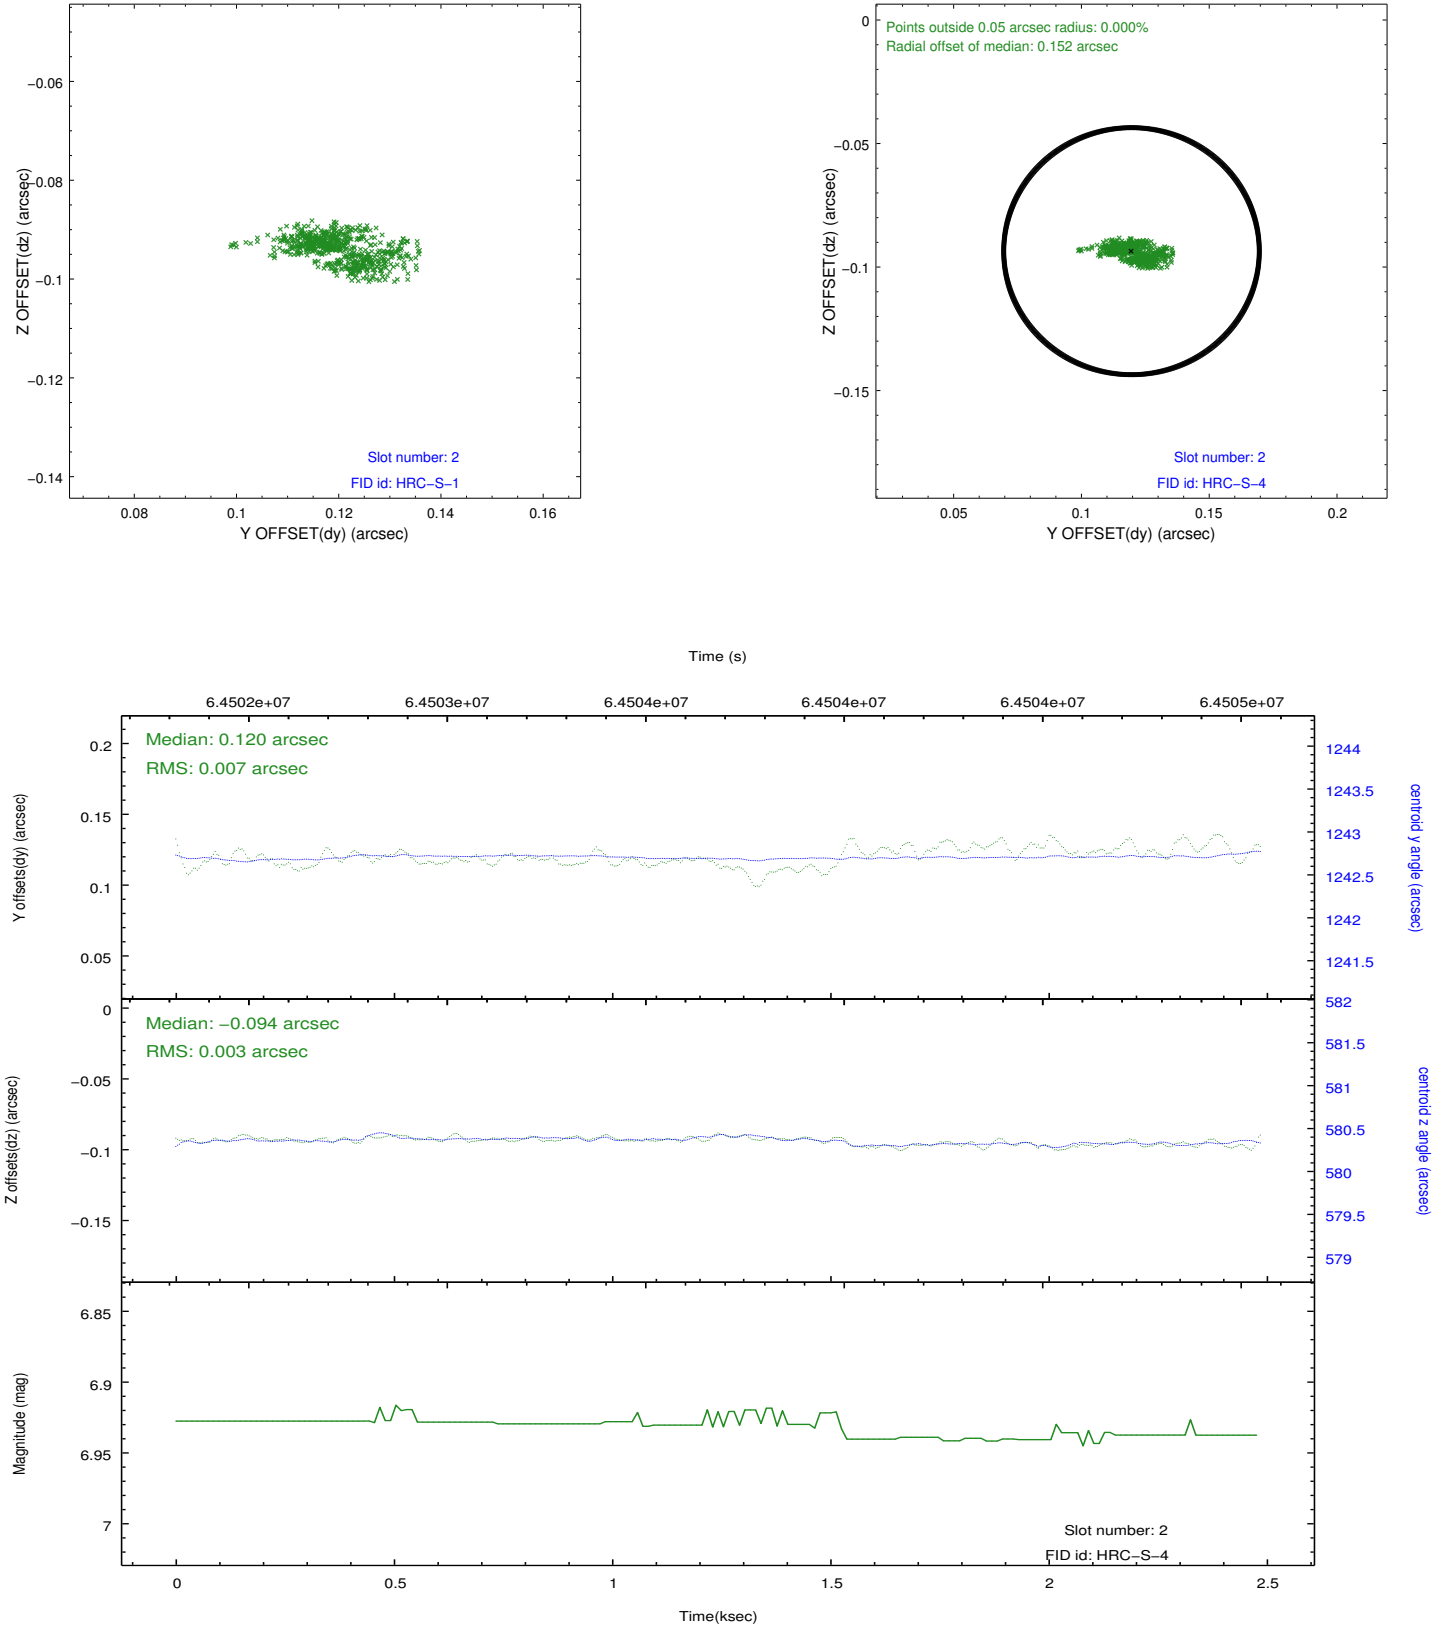 −0.06
−0.08
−0.1
−0.12
−0.14
Z OFFSET(dz) (arcsec)
Slot number: 2
FID id: HRC−S−1
0.08
0.1
0.12
0.14
0.16
Y OFFSET(dy) (arcsec)
Points outside 0.05 arcsec radius: 0.000%
Radial offset of median: 0.152 arcsec
0
−0.05
−0.1
−0.15
Z OFFSET(dz) (arcsec)
Slot number: 2
FID id: HRC−S−4
0.05
0.1
0.15
0.2
Y OFFSET(dy) (arcsec)
Time (s)
6.4502e+07
6.4503e+07
6.4504e+07
6.4504e+07
6.4504e+07
6.4505e+07
Median: 0.120 arcsec
RMS: 0.007 arcsec
0.2
0.15
0.1
0.05
Y offsets(dy) (arcsec)
1244
1243.5
1243
1242.5
1242
1241.5
centroid y angle (arcsec)
Median: −0.094 arcsec
RMS: 0.003 arcsec
0
−0.05
−0.1
−0.15
Z offsets(dz) (arcsec)
582
581.5
581
580.5
580
579.5
579
centroid z angle (arcsec)
6.85
6.9
6.95
7
Magnitude (mag)
Slot number: 2
FID id: HRC−S−4
0
0.5
1
1.5
2
2.5
Time(ksec)